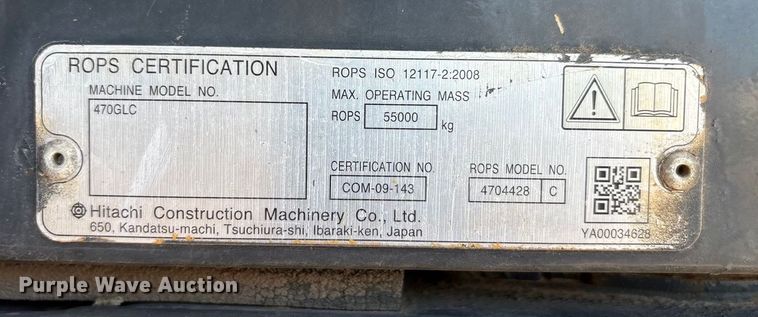 ROPS CERTIFICATION
MACHINE MODEL NO.
470GLC
ROPS ISO 12117-2:2008
MAX. OPERATING MASS
ROPS 55000 kg
CERTIFICATION NO.
COM-09-143
ROPS MODEL NO.
4704428 C
Hitachi Construction Machinery Co., Ltd.
650, Kandatsu-machi, Tsuchiura-shi, Ibaraki-ken, Japan
YA00034628
Purple Wave Auction